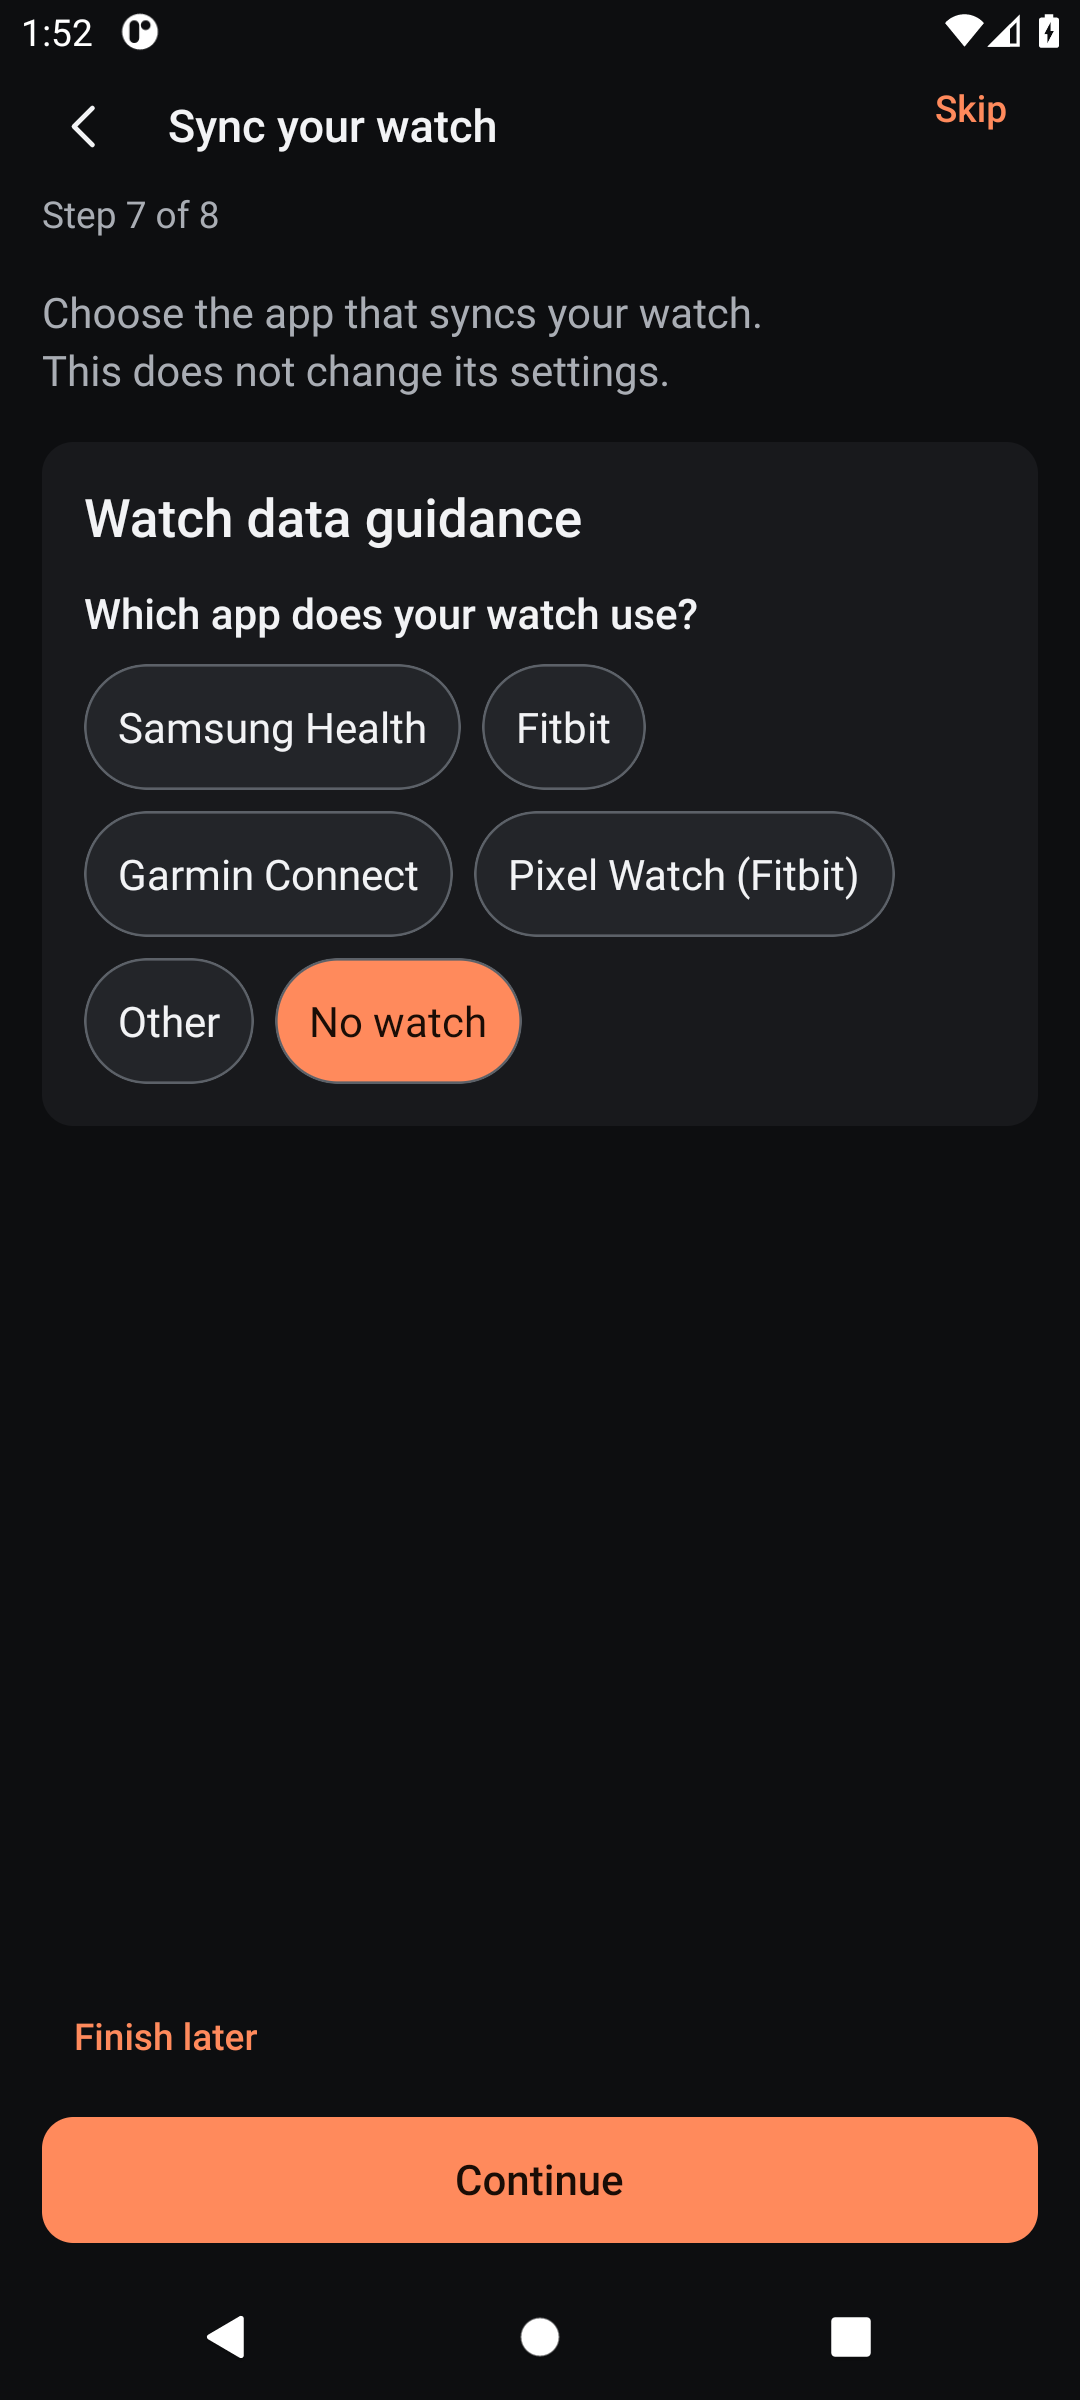 1:52
Sync your watch
Skip
Step 7 of 8
Choose the app that syncs your watch.
This does not change its settings.
Watch data guidance
Which app does your watch use?
Samsung Health
Fitbit
Garmin Connect
Pixel Watch (Fitbit)
Other
No watch
Finish later
Continue